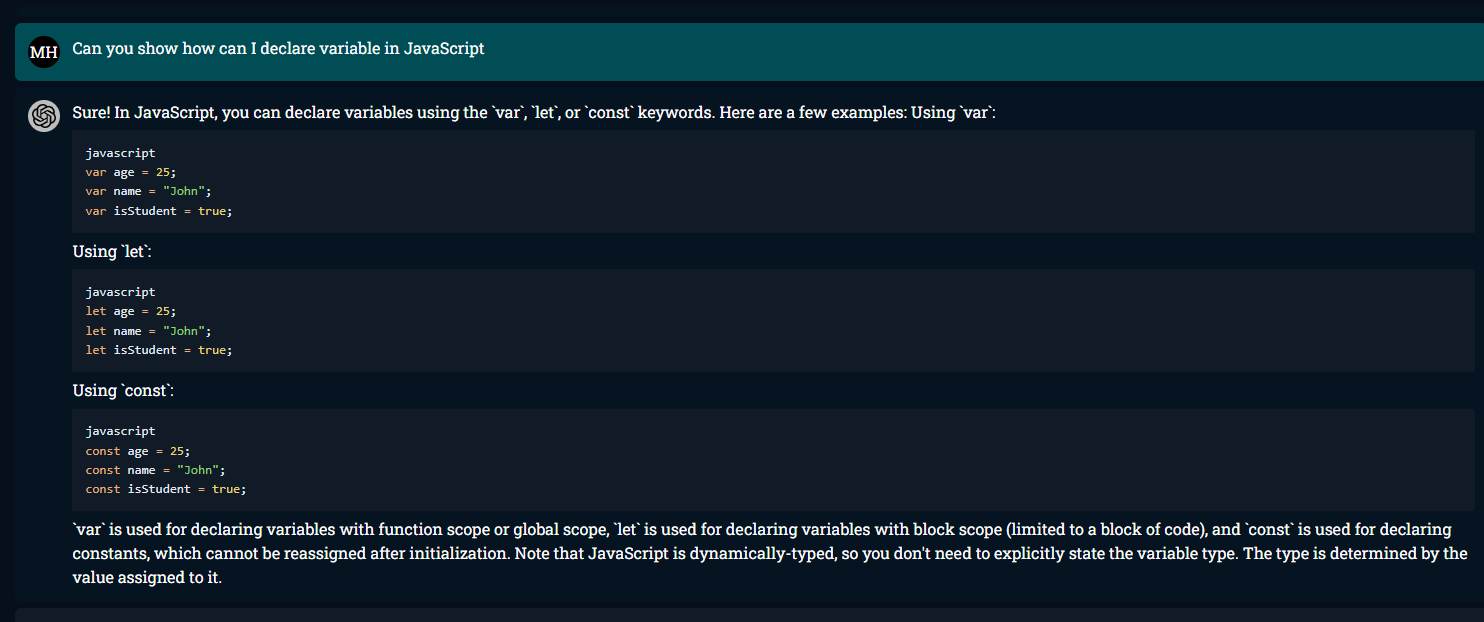 MH Can you show how can I declare variable in JavaScript
Sure! In JavaScript, you can declare variables using the `var`, `let`, or `const` keywords. Here are a few examples: Using `var`:
javascript
var age = 25;
var name = "John";
var isStudent = true;
Using `let`:
javascript
let age = 25;
let name = "John";
let isStudent = true;
Using `const`:
javascript
const age = 25;
const name = "John";
const isStudent = true;
`var` is used for declaring variables with function scope or global scope, `let` is used for declaring variables with block scope (limited to a block of code), and `const` is used for declaring
constants, which cannot be reassigned after initialization. Note that JavaScript is dynamically-typed, so you don't need to explicitly state the variable type. The type is determined by the
value assigned to it.